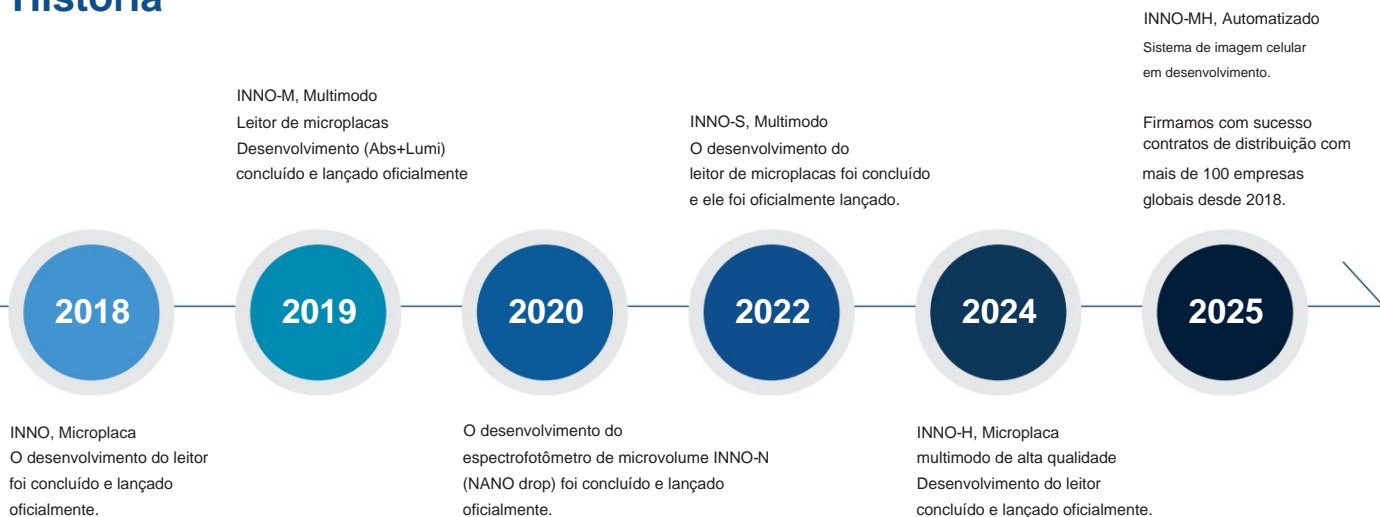 História
INNO-MH, Automatizado
Sistema de imagem celular
em desenvolvimento.
Firmamos com sucesso
contratos de distribuição com
mais de 100 empresas
globais desde 2018.
INNO-M, Multimodo
Leitor de microplacas
Desenvolvimento (Abs+Lumi)
concluído e lançado oficialmente
INNO-S, Multimodo
O desenvolvimento do
leitor de microplacas foi concluído
e ele foi oficialmente lançado.
2018
2019
2020
2022
2024
2025
INNO, Microplaca
O desenvolvimento do leitor
foi concluído e lançado
oficialmente.
O desenvolvimento do
espectrofotômetro de microvolume INNO-N
(NANO drop) foi concluído e lançado
oficialmente.
INNO-H, Microplaca
multimodo de alta qualidade
Desenvolvimento do leitor
concluído e lançado oficialmente.